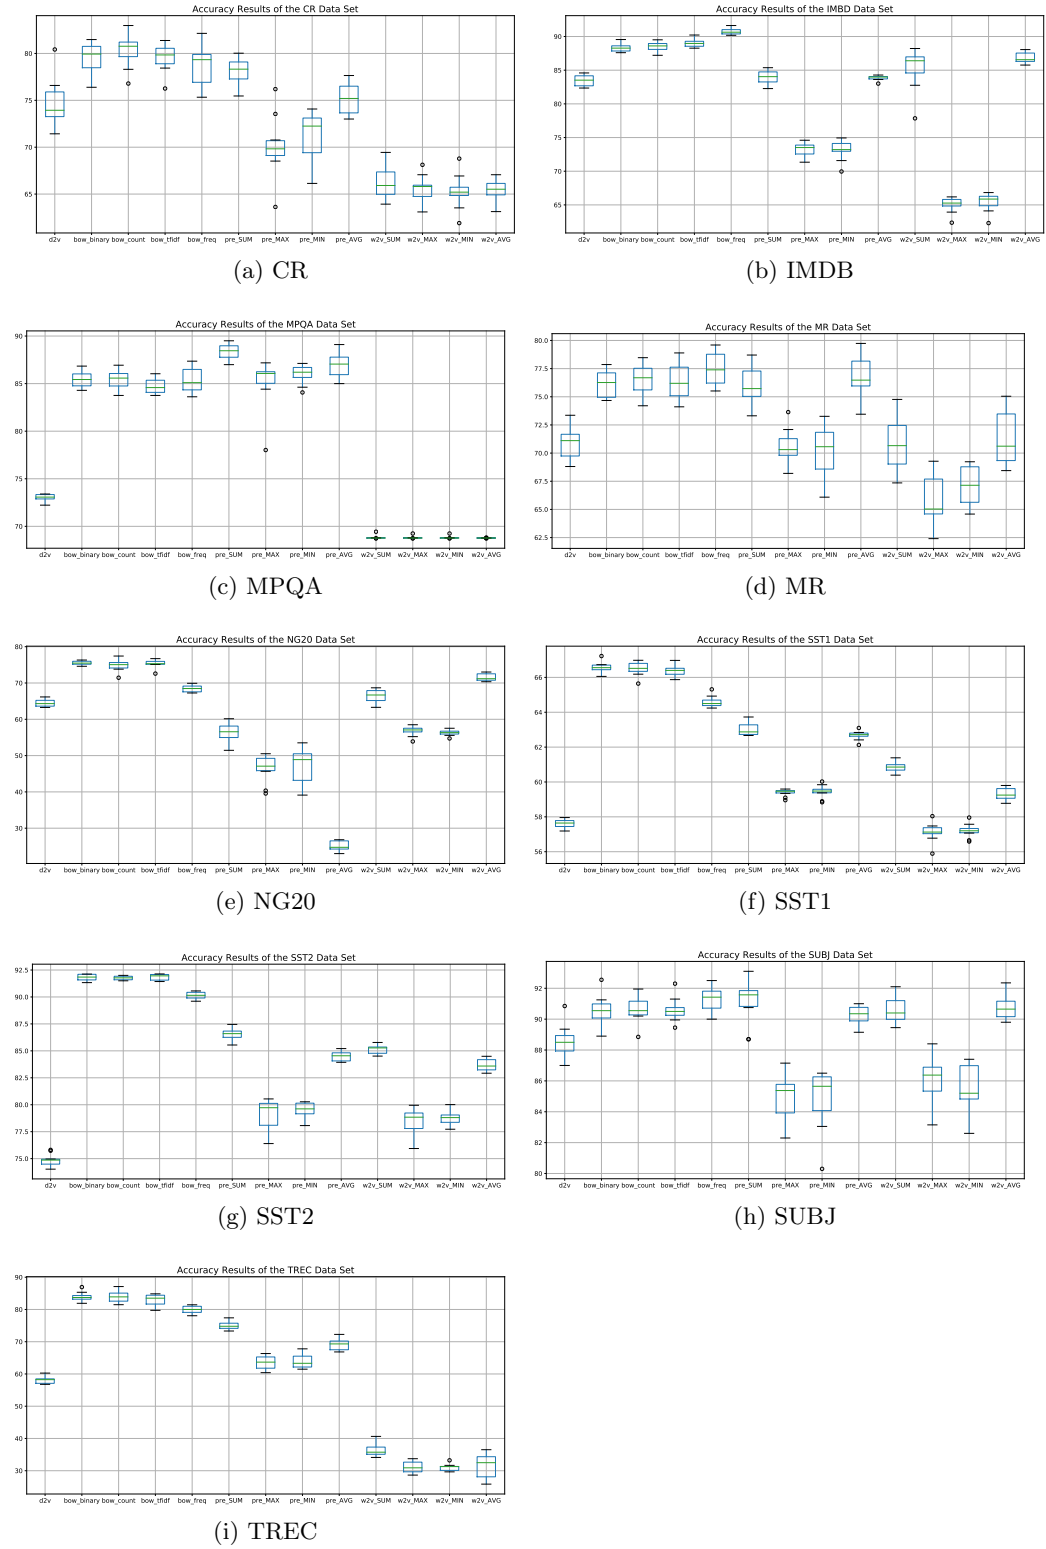 Accuracy Results of the CR Data Set
80
75
70
65
d2v bow_binary bow_count bow_tfidf bow_freq pre_SUM pre_MAX pre_MIN pre_AVG w2v_SUM w2v_MAX w2v_MIN w2v_AVG
(a) CR
Accuracy Results of the IMBD Data Set
90
85
80
75
70
65
d2v bow_binary bow_count bow_tfidf bow_freq pre_SUM pre_MAX pre_MIN pre_AVG w2v_SUM w2v_MAX w2v_MIN w2v_AVG
(b) IMDB
Accuracy Results of the MPQA Data Set
90
85
80
75
70
d2v bow_binary bow_count bow_tfidf bow_freq pre_SUM pre_MAX pre_MIN pre_AVG w2v_SUM w2v_MAX w2v_MIN w2v_AVG
(c) MPQA
Accuracy Results of the MR Data Set
80.0
77.5
75.0
72.5
70.0
67.5
65.0
62.5
d2v bow_binary bow_count bow_tfidf bow_freq pre_SUM pre_MAX pre_MIN pre_AVG w2v_SUM w2v_MAX w2v_MIN w2v_AVG
(d) MR
Accuracy Results of the NG20 Data Set
80
70
60
50
40
30
d2v bow_binary bow_count bow_tfidf bow_freq pre_SUM pre_MAX pre_MIN pre_AVG w2v_SUM w2v_MAX w2v_MIN w2v_AVG
(e) NG20
Accuracy Results of the SST1 Data Set
66
64
62
60
58
56
d2v bow_binary bow_count bow_tfidf bow_freq pre_SUM pre_MAX pre_MIN pre_AVG w2v_SUM w2v_MAX w2v_MIN w2v_AVG
(f) SST1
Accuracy Results of the SST2 Data Set
92.5
90.0
87.5
85.0
82.5
80.0
77.5
75.0
d2v bow_binary bow_count bow_tfidf bow_freq pre_SUM pre_MAX pre_MIN pre_AVG w2v_SUM w2v_MAX w2v_MIN w2v_AVG
(g) SST2
Accuracy Results of the SUBJ Data Set
92
90
88
86
84
82
80
d2v bow_binary bow_count bow_tfidf bow_freq pre_SUM pre_MAX pre_MIN pre_AVG w2v_SUM w2v_MAX w2v_MIN w2v_AVG
(h) SUBJ
Accuracy Results of the TREC Data Set
90
80
70
60
50
40
30
d2v bow_binary bow_count bow_tfidf bow_freq pre_SUM pre_MAX pre_MIN pre_AVG w2v_SUM w2v_MAX w2v_MIN w2v_AVG
(i) TREC